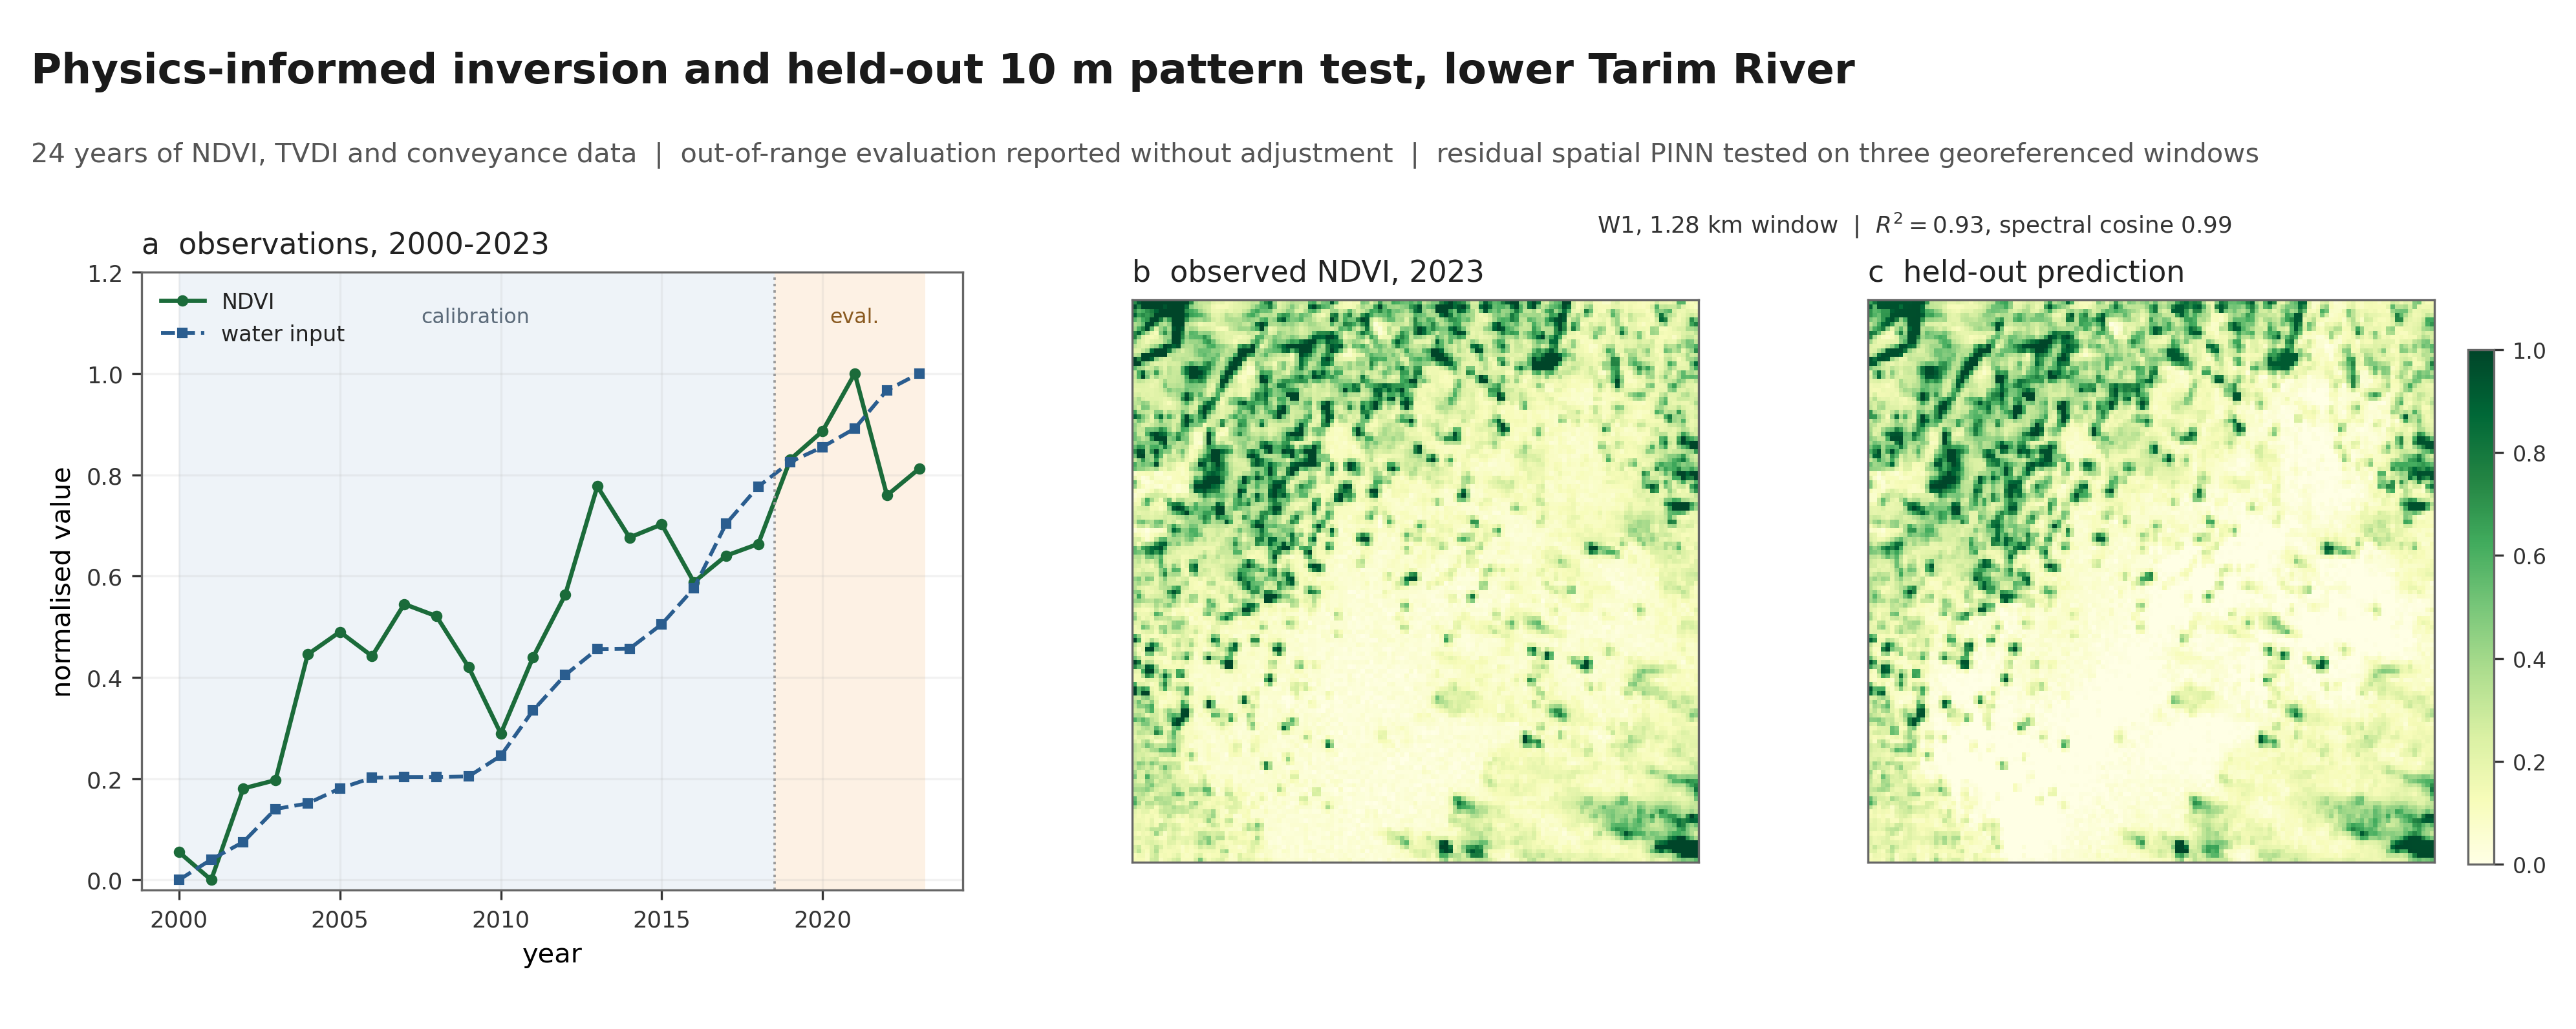 Physics-informed inversion and held-out 10 m pattern test, lower Tarim River
24 years of NDVI, TVDI and conveyance data | out-of-range evaluation reported without adjustment | residual spatial PINN tested on three georeferenced windows
W1, 1.28 km window | R² = 0.93, spectral cosine 0.99
a observations, 2000-2023
b observed NDVI, 2023
c held-out prediction
NDVI
water input
calibration
eval.
normalised value
1.2
1.0
0.8
0.6
0.4
0.2
0.0
2000
2005
2010
2015
2020
year
1.0
0.8
0.6
0.4
0.2
0.0